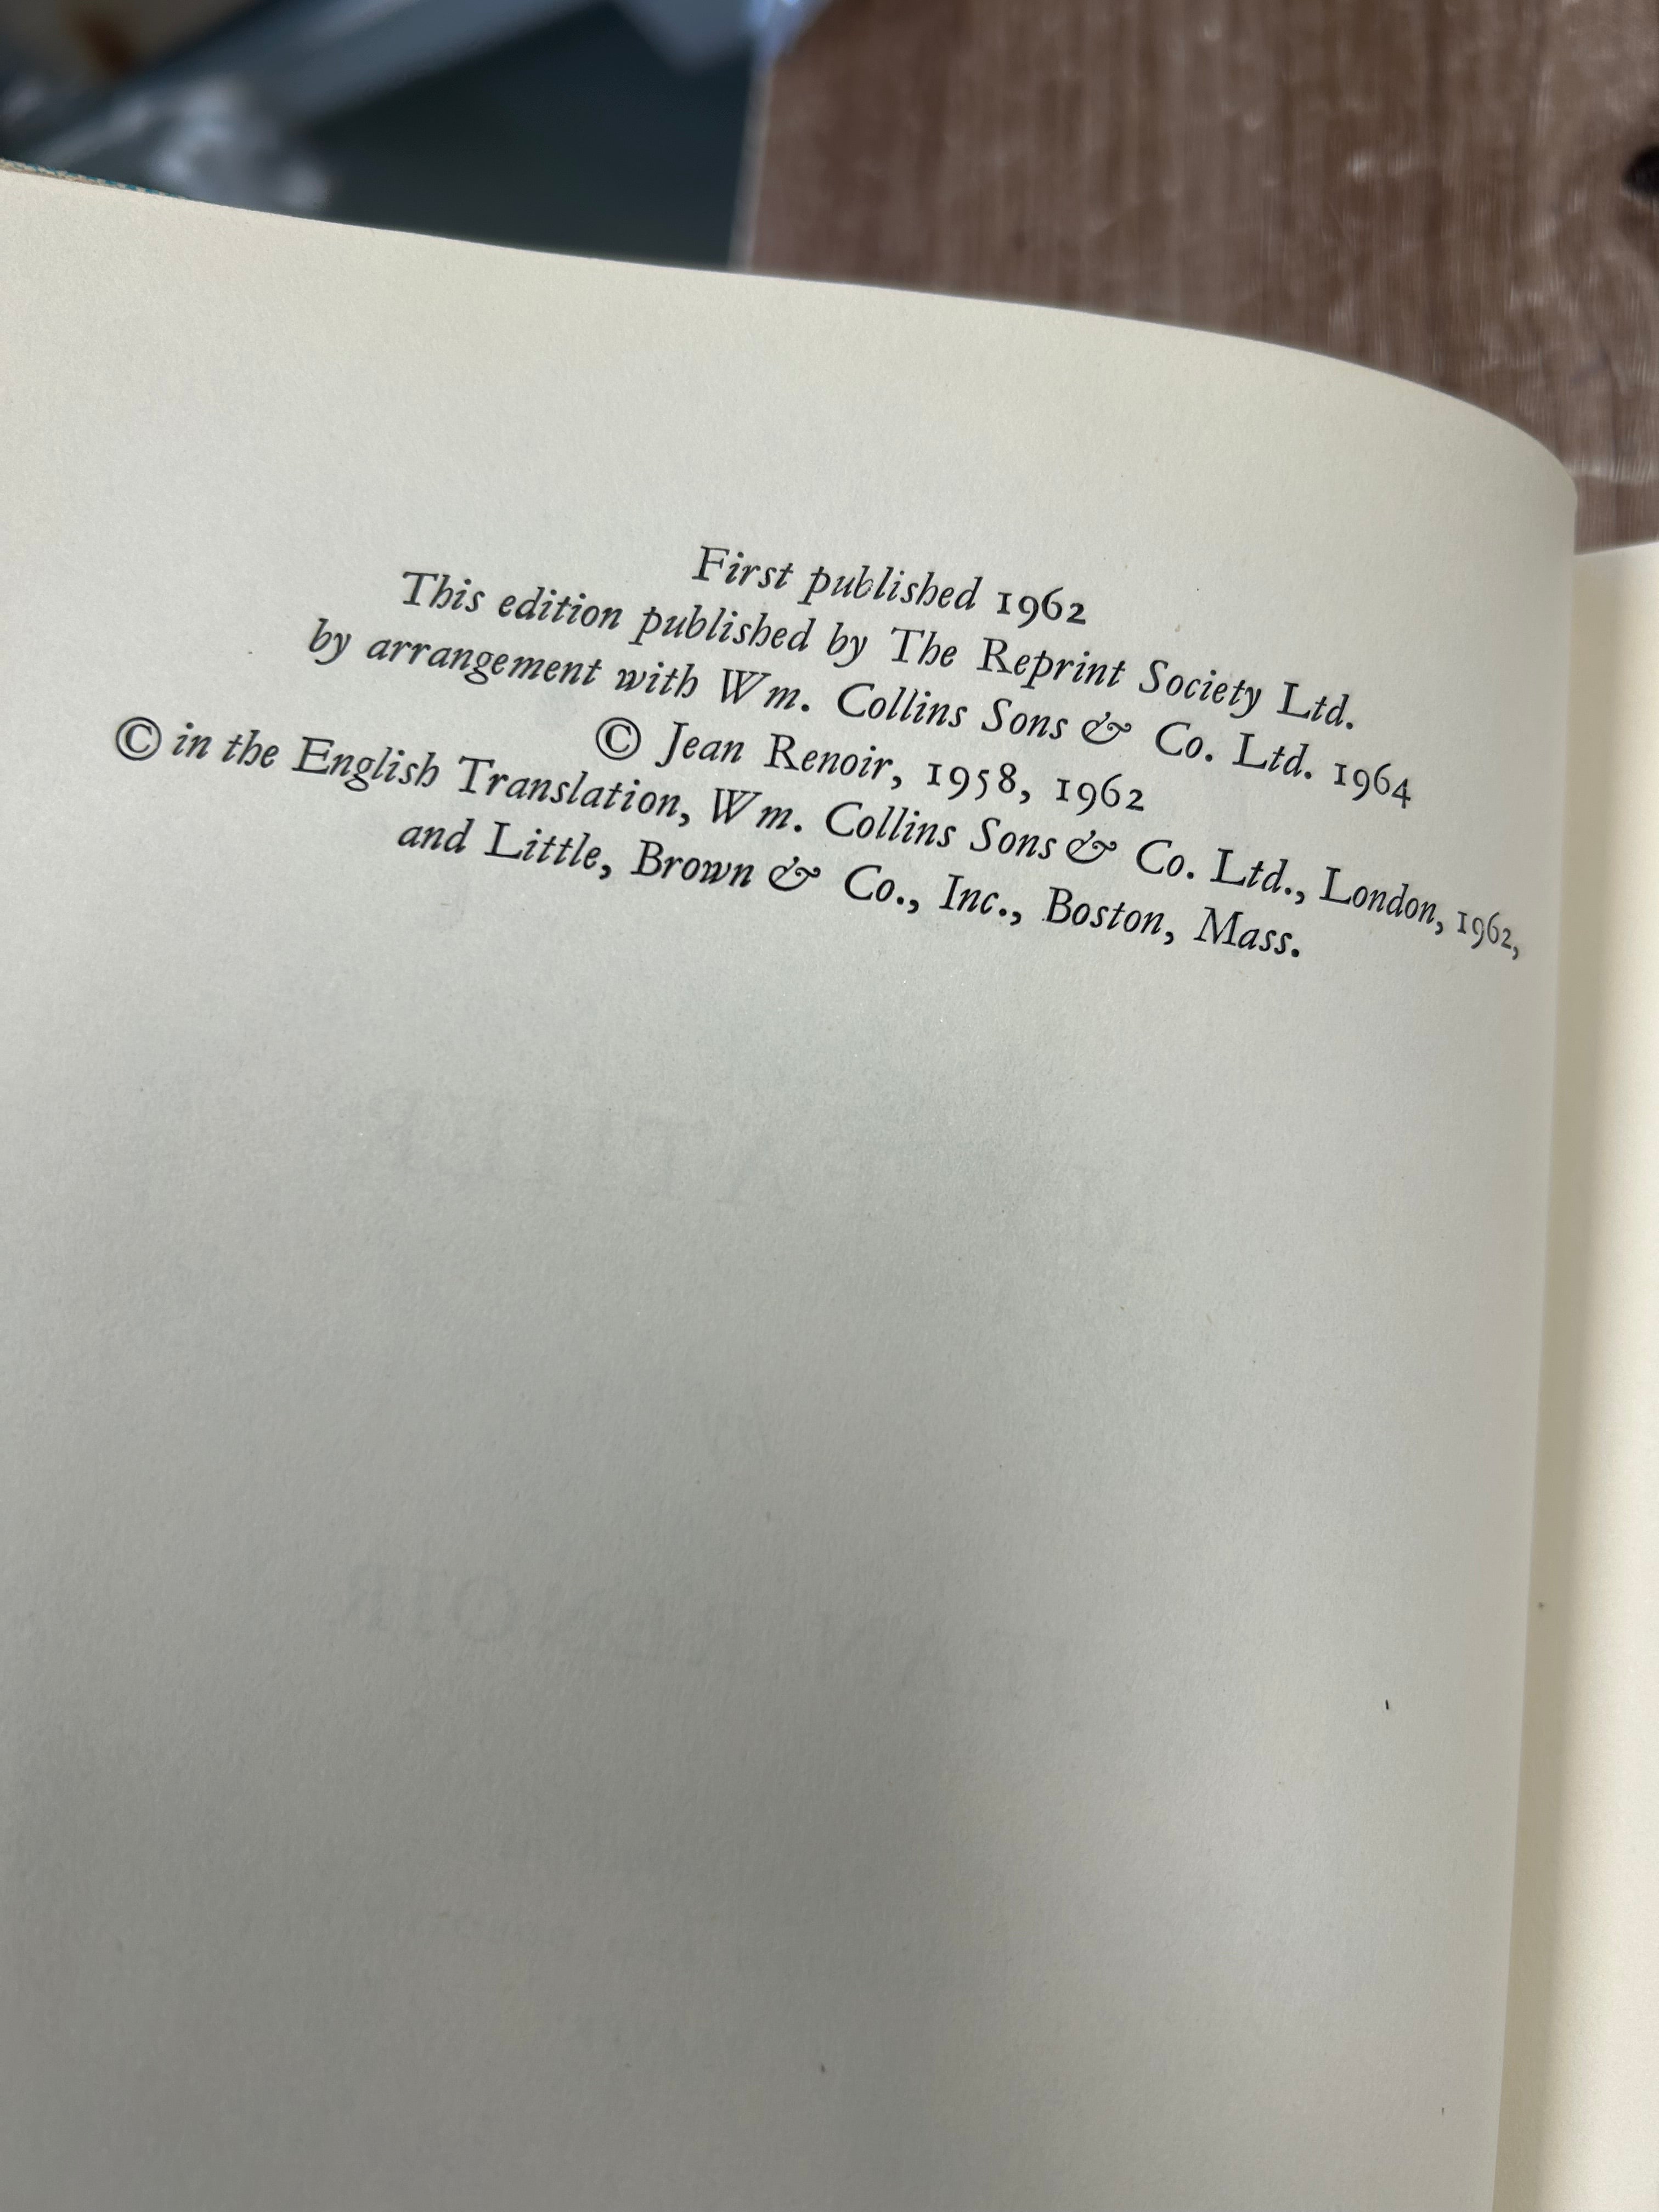 First published 1962
This edition published by The Reprint Society Ltd.
by arrangement with Wm. Collins Sons & Co. Ltd. 1964
© Jean Renoir, 1958, 1962
© in the English Translation, Wm. Collins Sons & Co. Ltd., London, 1962,
and Little, Brown & Co., Inc., Boston, Mass.